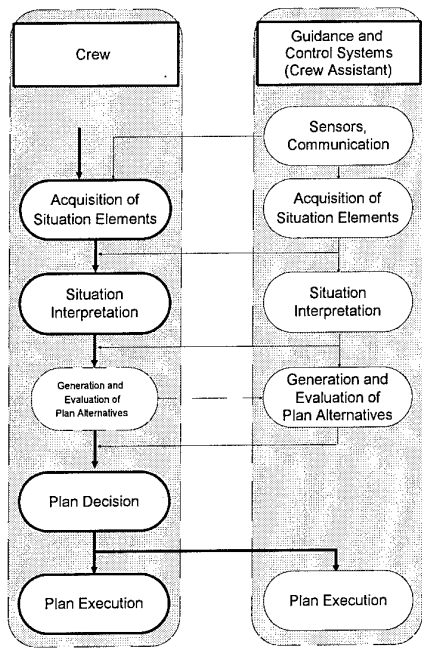 Crew
Guidance and
Control Systems
(Crew Assistant)
Sensors,
Communication
Acquisition of
Situation Elements
Acquisition of
Situation Elements
Situation
Interpretation
Situation
Interpretation
Generation and
Evaluation of
Plan Alternatives
Generation and
Evaluation of
Plan Alternatives
Plan Decision
Plan Execution
Plan Execution